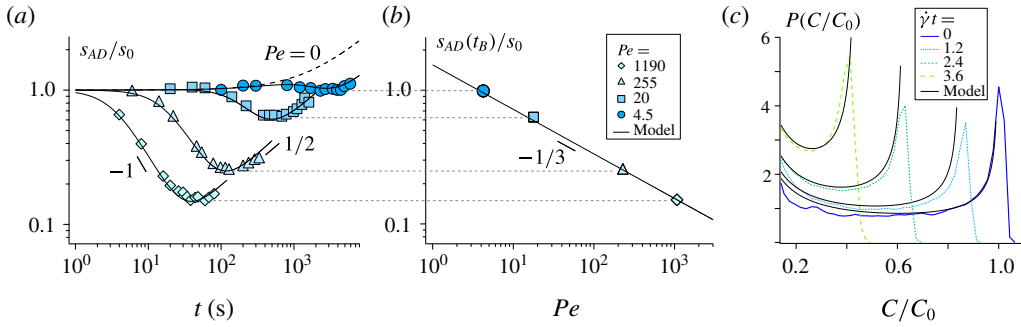 (a)
s_AD/s_0
Pe = 0
1.0
0.1
−1
1/2
10^0 10^1 10^2 10^3
t (s)
(b)
s_AD(t_B)/s_0
Pe =
1190
255
20
4.5
Model
1.0
0.1
−1/3
10^0 10^1 10^2 10^3
Pe
(c)
P(C/C_0)
γ̇ t =
0
1.2
2.4
3.6
Model
6
4
2
0.2 0.6 1.0
C/C_0